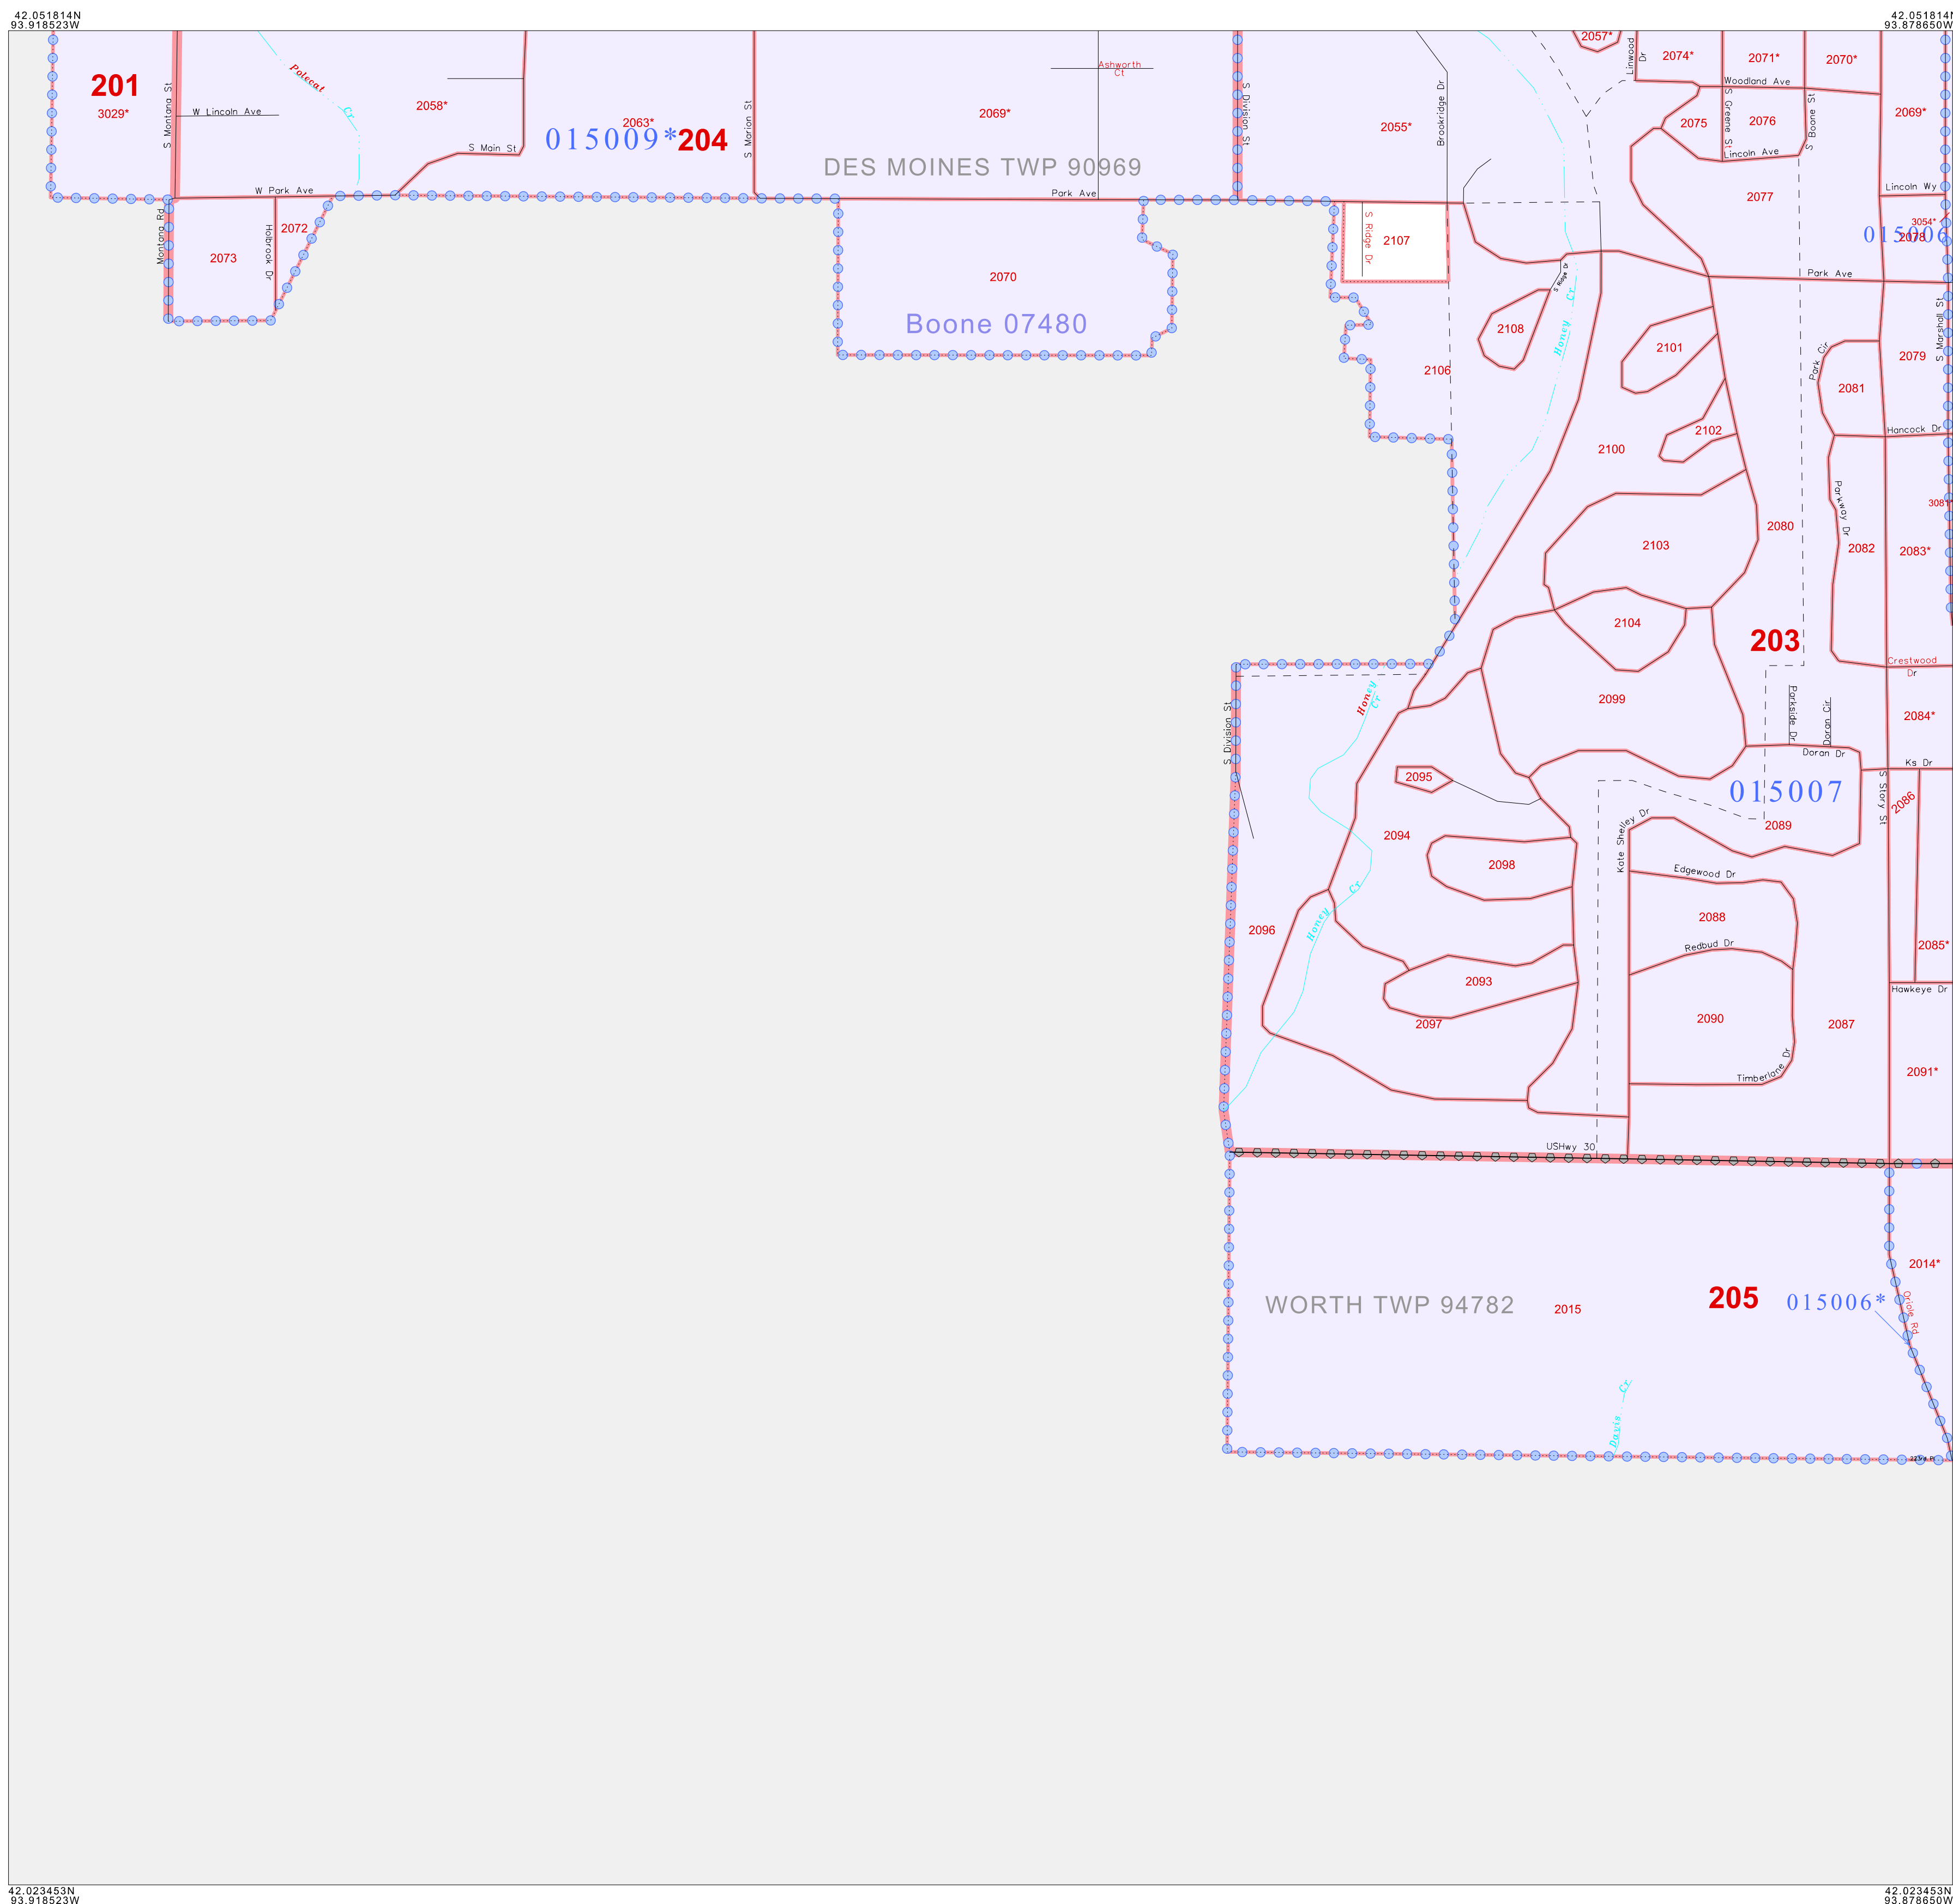 42.051814N
93.918523W
42.051814N
93.878650W
201
3029*
S Montana St
W Lincoln Ave
Polecat
Cr
2058*
S Main St
015009*
2063*
204
S Marion St
DES MOINES TWP 90969
2069*
Ashworth
Ct
S Division St
2055*
Brookridge Dr
2057*
Linwood
Dr
2074*
2071*
2070*
Woodland Ave
2075
S Greene St
2076
S Boone St
2069*
Lincoln Ave
Lincoln Wy
2077
3054*
015006
2078
W Park Ave
Park Ave
Park Ave
Montana Rd
2073
Holbrook Dr
2072
2070
Boone 07480
S Ridge Dr
2107
S Ridge Dr
2108
Honey Cr
2106
2101
2102
2100
Park Cir
2081
2079
S Marshall St
Hancock Dr
Parkway Dr
2080
2082
2083*
3081*
2103
2104
203
Crestwood
Dr
2099
Parkside Dr
Doran Cir
Doran Dr
2084*
Honey
Cr
S Division St
2095
015007
Ks Dr
S Story St
2086
2089
Kate Shelley Dr
2094
2098
Edgewood Dr
2088
Redbud Dr
Honey Cr
2096
2085*
2093
Hawkeye Dr
2097
2090
2087
Timberlane Dr
2091*
USHwy 30
WORTH TWP 94782
2015
205
2014*
015006*
Oriole Rd
Davis Cr
223rd Pl
42.023453N
93.918523W
42.023453N
93.878650W